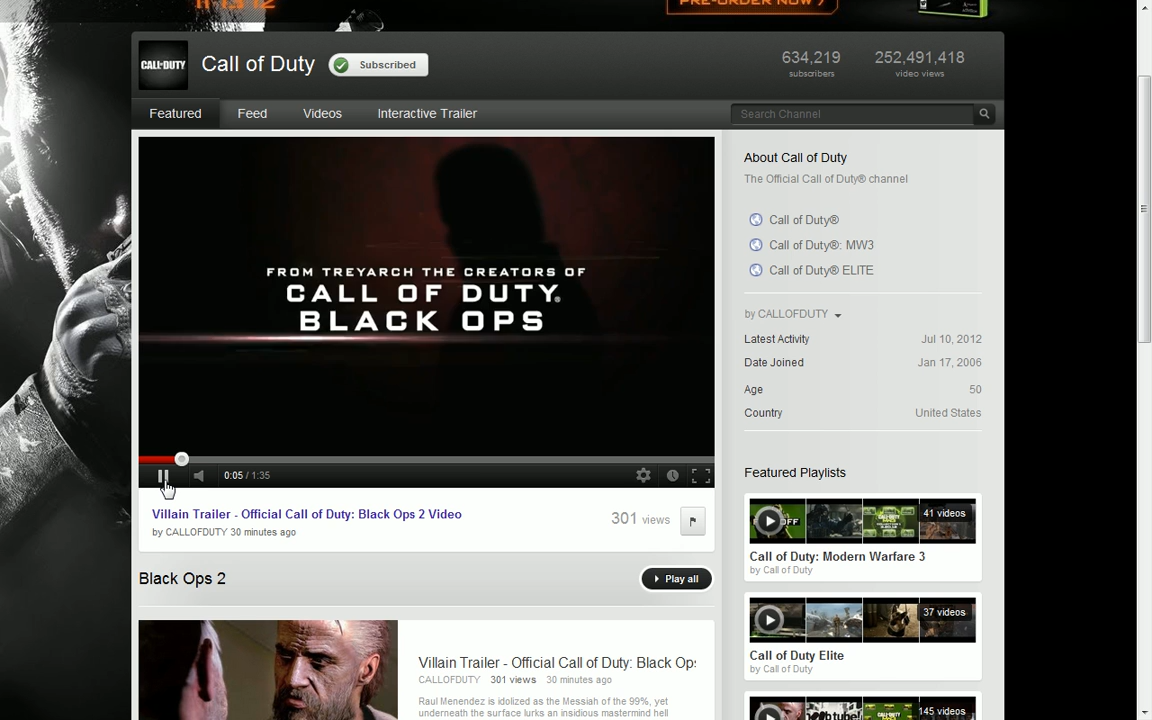 PRE-ORDER NOW
CALL OF DUTY
Call of Duty
Subscribed
634,219
subscribers
252,491,418
video views
Featured
Feed
Videos
Interactive Trailer
Search Channel
FROM TREYARCH THE CREATORS OF
CALL OF DUTY®
BLACK OPS
0:05 / 1:35
Villain Trailer - Official Call of Duty: Black Ops 2 Video
by CALLOFDUTY 30 minutes ago
301 views
Black Ops 2
Play all
Villain Trailer - Official Call of Duty: Black Op
CALLOFDUTY 301 views 30 minutes ago
Raul Menendez is idolized as the Messiah of the 99%, yet
underneath the surface lurks an insidious mastermind hell
About Call of Duty
The Official Call of Duty® channel
Call of Duty®
Call of Duty®: MW3
Call of Duty® ELITE
by CALLOFDUTY
Latest Activity Jul 10, 2012
Date Joined Jan 17, 2006
Age 50
Country United States
Featured Playlists
41 videos
Call of Duty: Modern Warfare 3
by Call of Duty
37 videos
Call of Duty Elite
by Call of Duty
145 videos